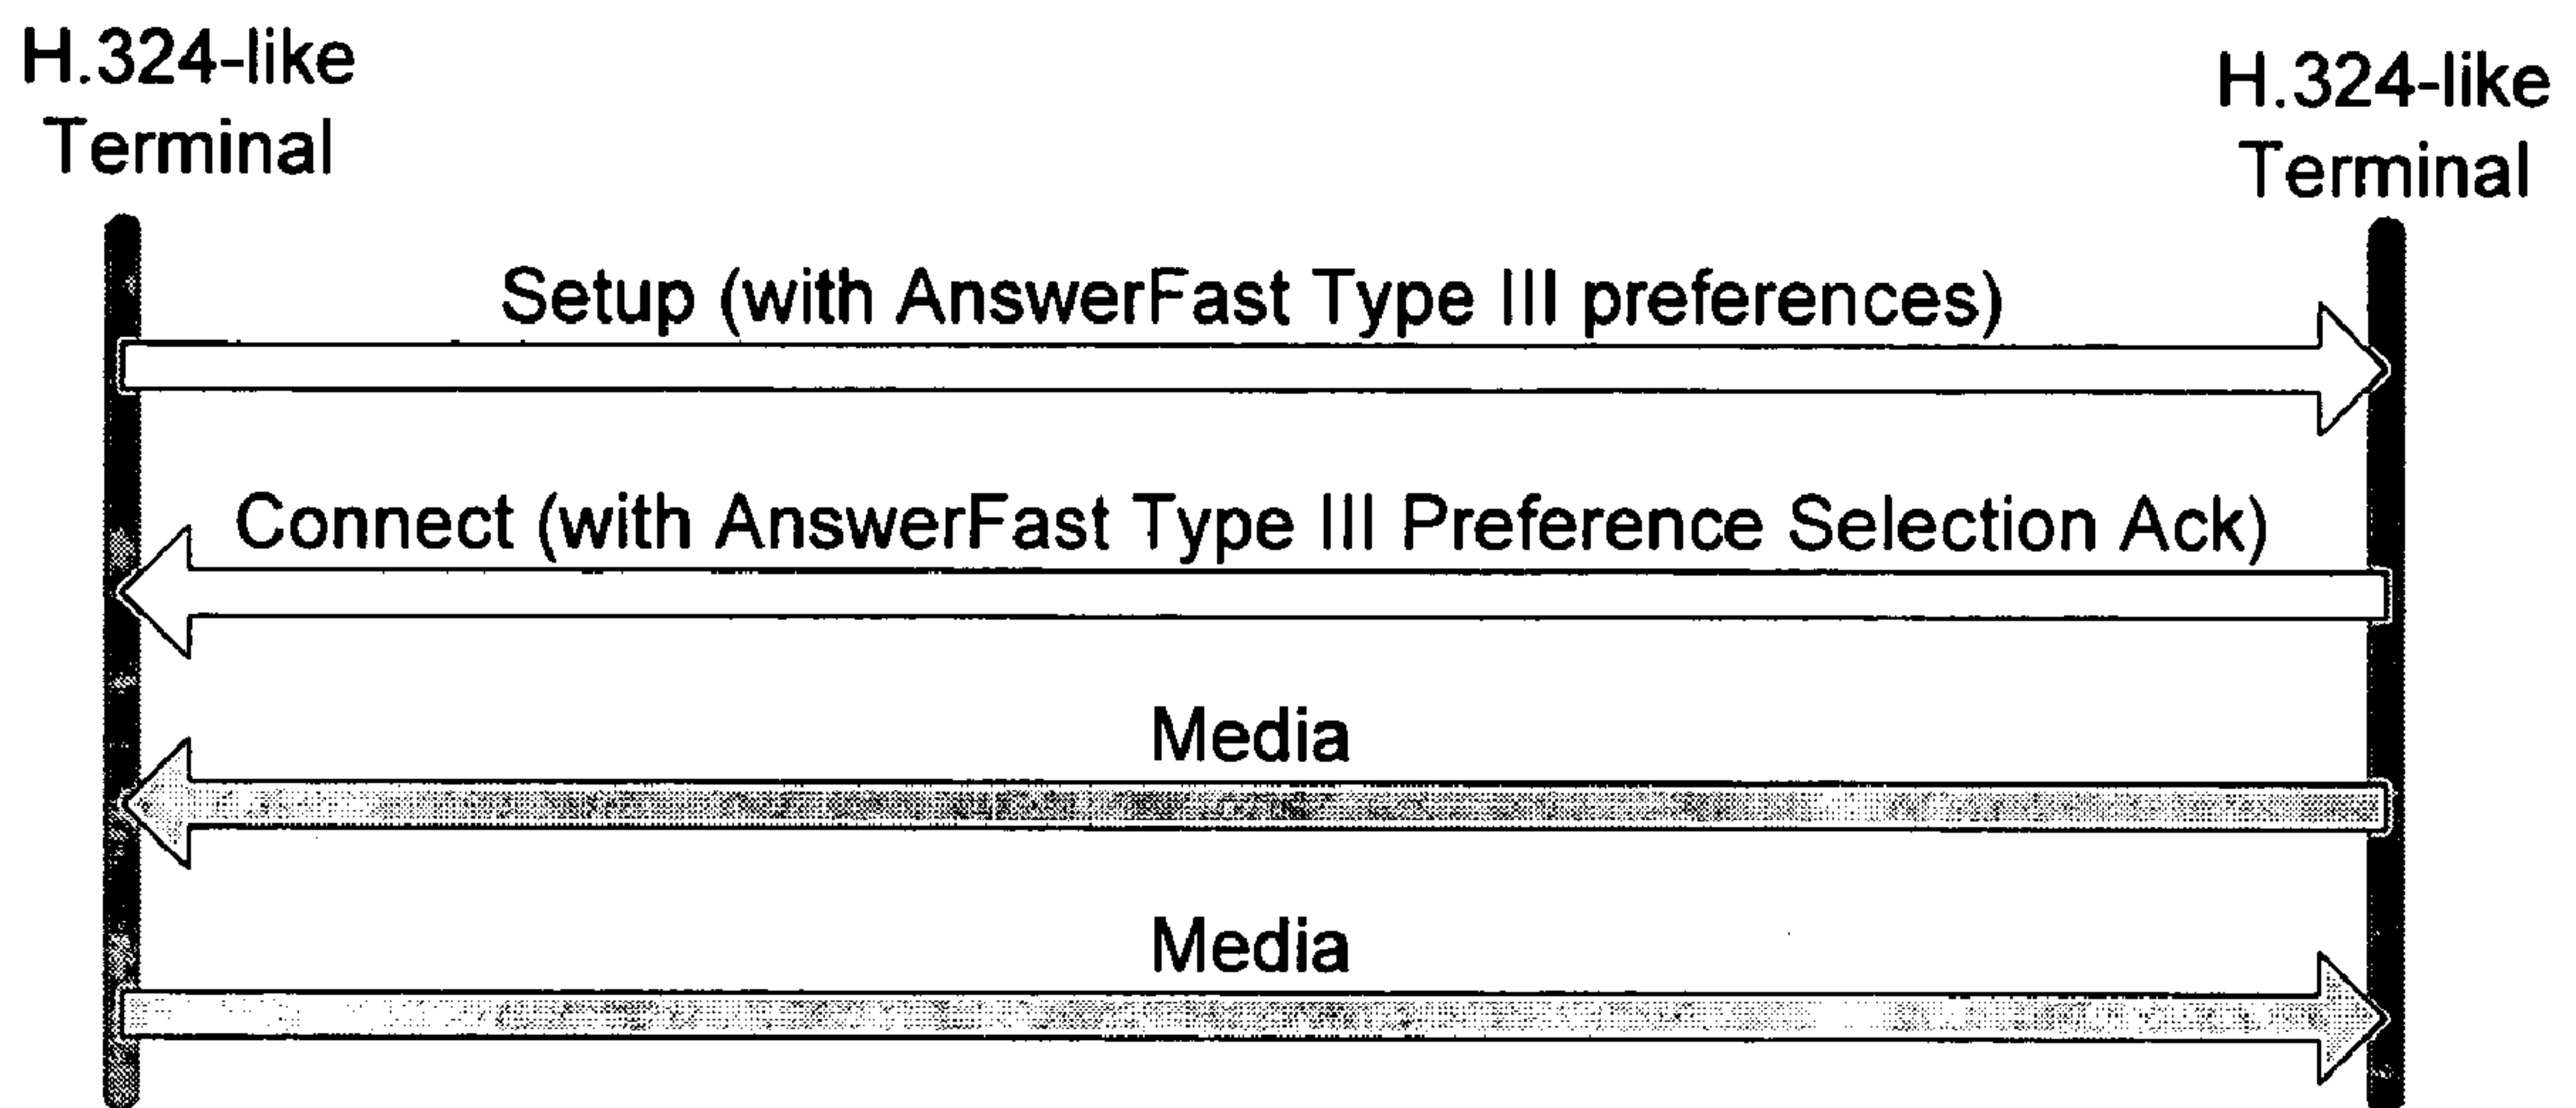 H.324-like
Terminal
H.324-like
Terminal
Setup (with AnswerFast Type III preferences)
Connect (with AnswerFast Type III Preference Selection Ack)
Media
Media